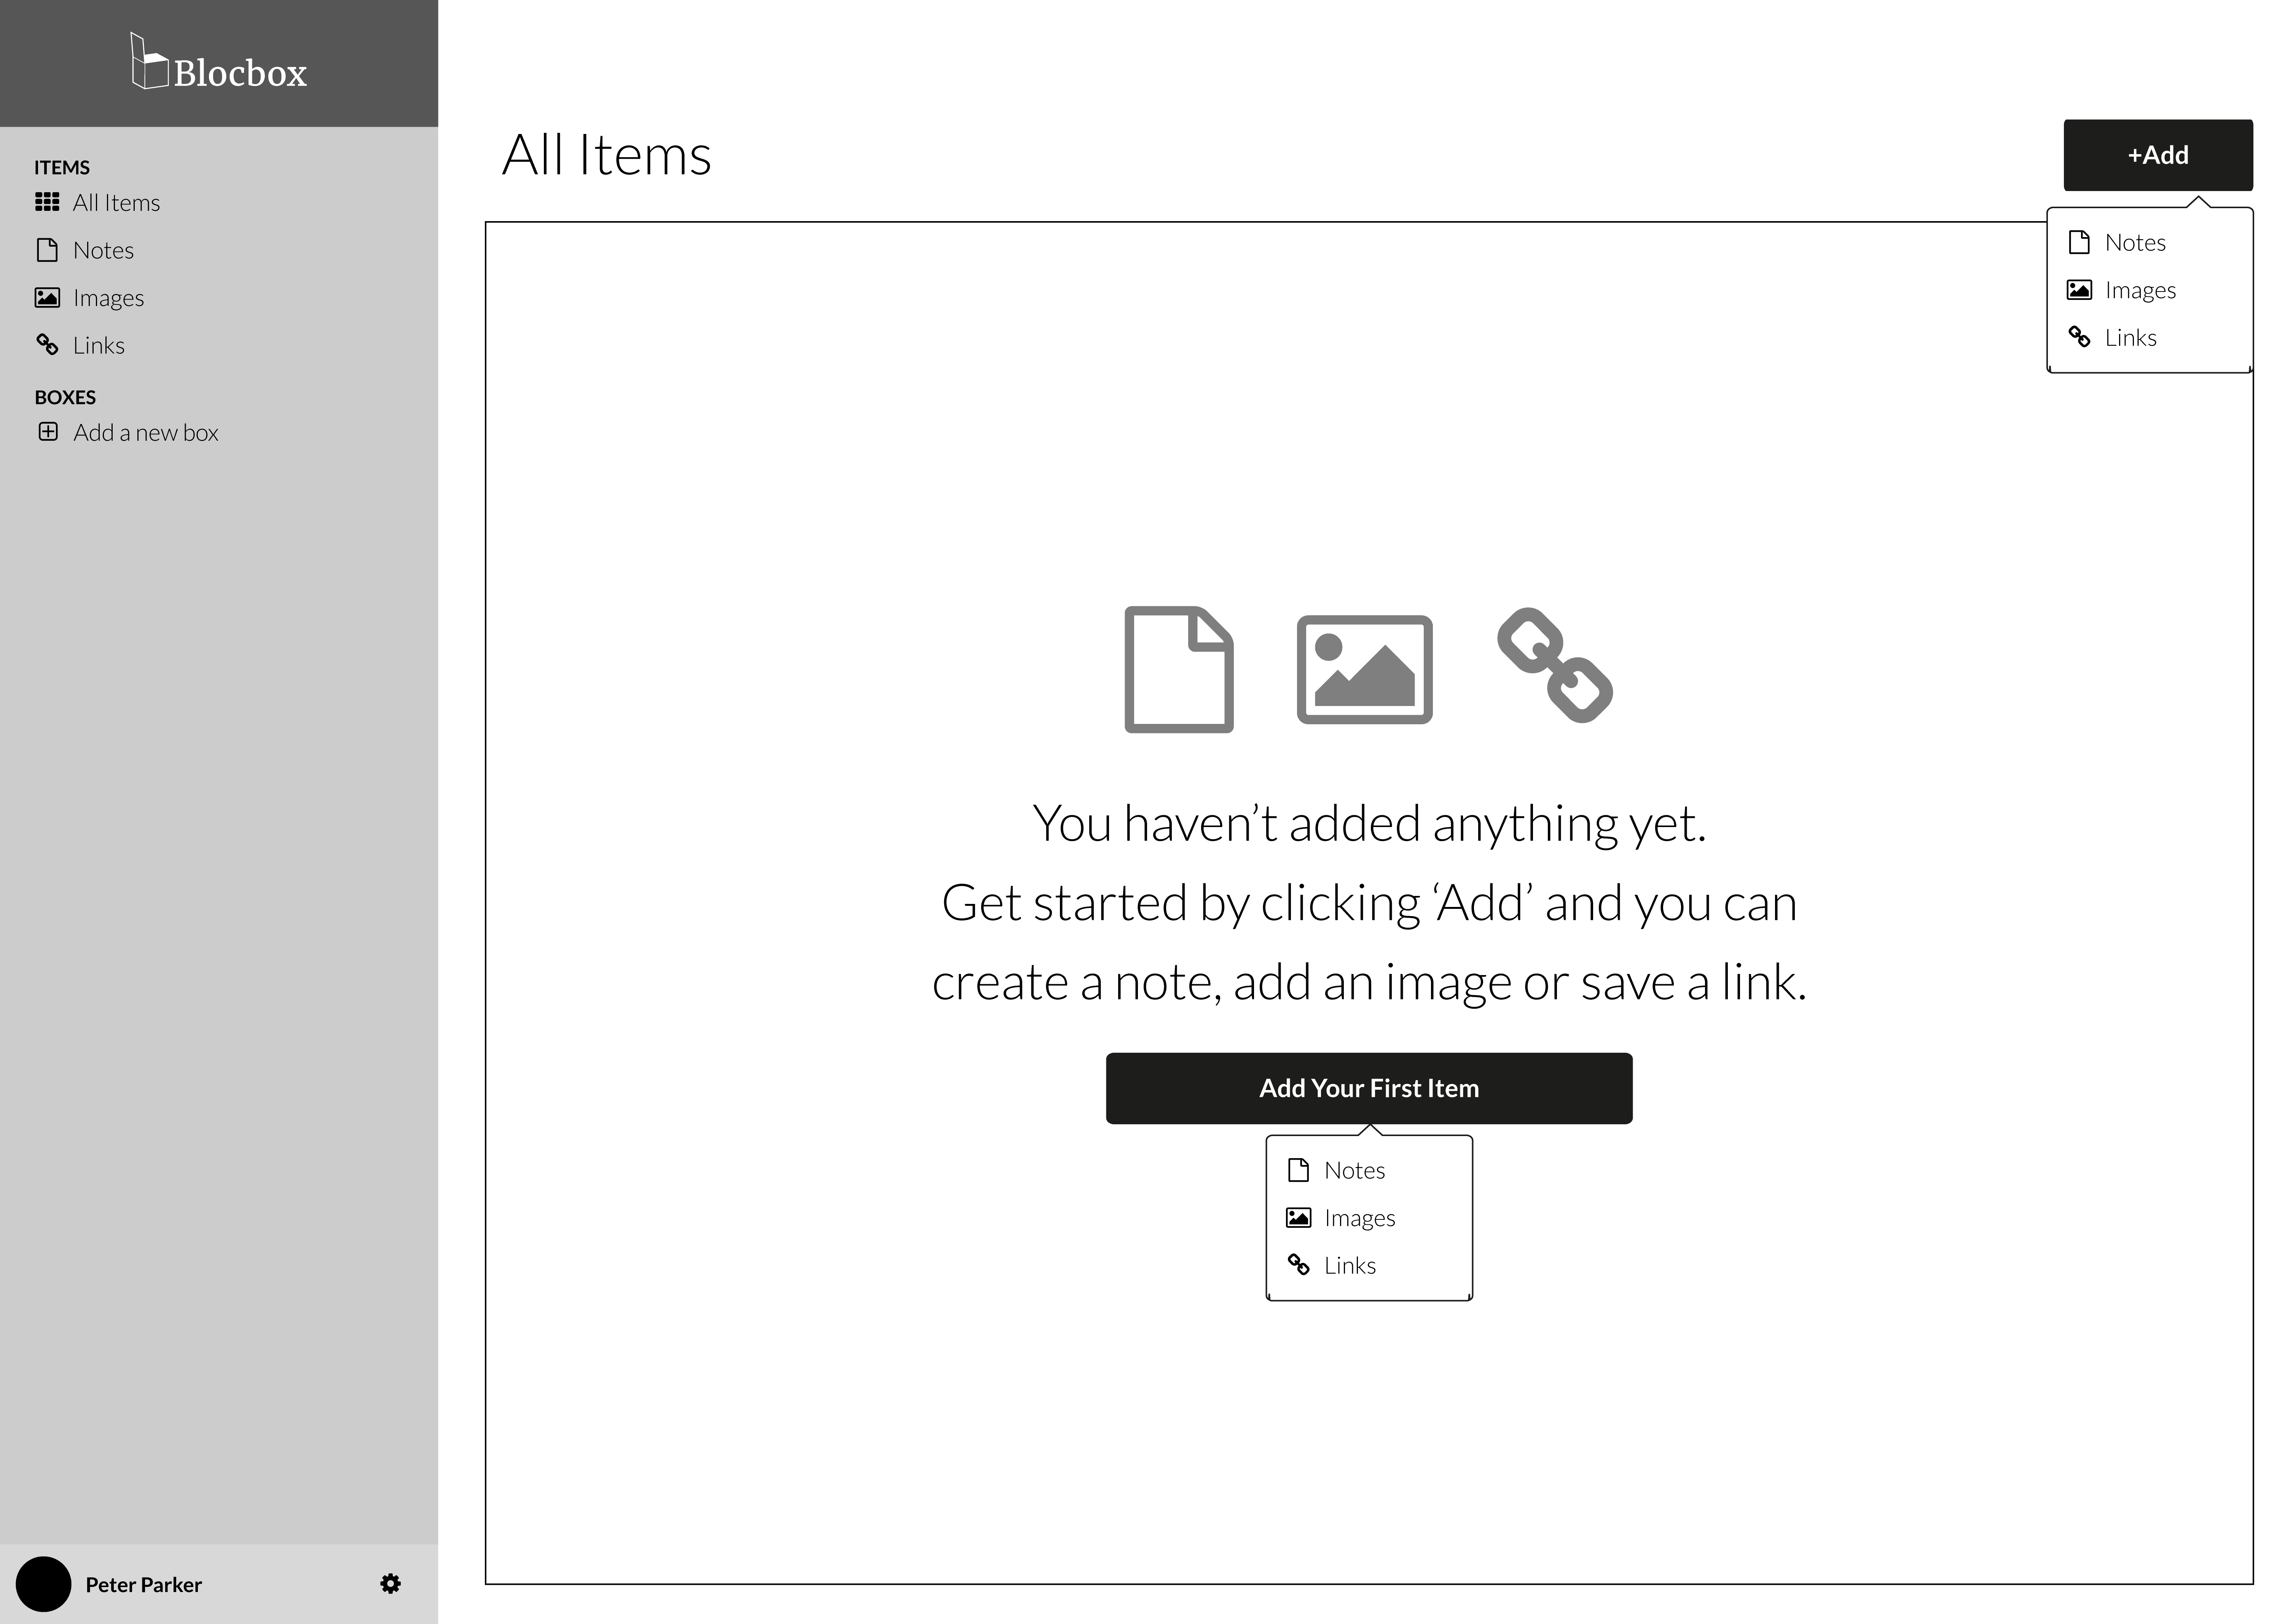 Blocbox
ITEMS
All Items
Notes
Images
Links
BOXES
Add a new box
Peter Parker
All Items
+Add
Notes
Images
Links
You haven’t added anything yet.
Get started by clicking ‘Add’ and you can
create a note, add an image or save a link.
Add Your First Item
Notes
Images
Links